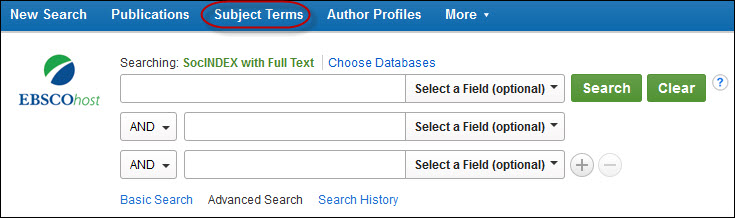 New Search Publications Subject Terms Author Profiles More
Searching: SocINDEX with Full Text Choose Databases
EBSCOhost
Select a Field (optional) Search Clear ?
AND Select a Field (optional)
AND Select a Field (optional) + −
Basic Search Advanced Search Search History